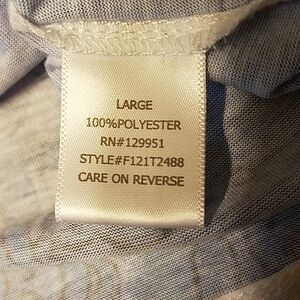 LARGE
100%POLYESTER
RN#129951
STYLE#F121T2488
CARE ON REVERSE